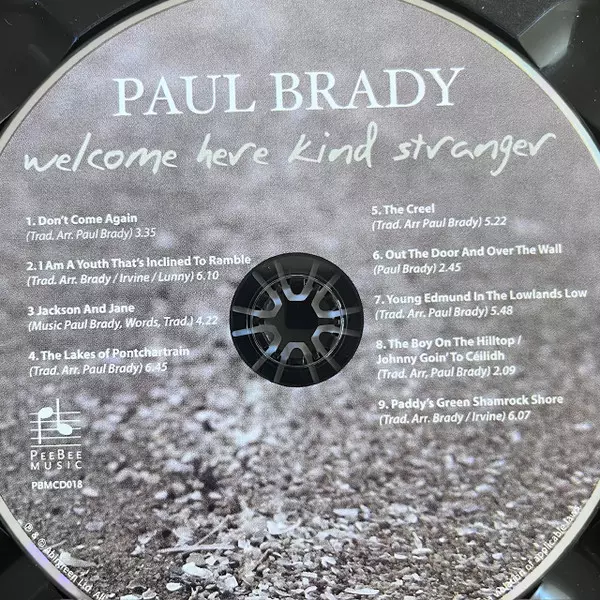 PAUL BRADY
welcome here kind stranger
1. Don't Come Again
(Trad. Arr. Paul Brady) 3.35
2. I Am A Youth That's Inclined To Ramble
(Trad. Arr. Brady / Irvine / Lunny) 6.10
3 Jackson And Jane
(Music Paul Brady, Words, Trad.) 4.22
4. The Lakes of Pontchartrain
(Trad. Arr. Paul Brady) 6.45
5. The Creel
(Trad. Arr Paul Brady) 5.22
6. Out The Door And Over The Wall
(Paul Brady) 2.45
7. Young Edmund In The Lowlands Low
(Trad. Arr. Paul Brady) 5.48
8. The Boy On The Hilltop /
Johnny Goin' To Céilidh
(Trad. Arr, Paul Brady) 2,09
9. Paddy's Green Shamrock Shore
(Trad. Arr. Brady / Irvine) 6.07
PEEBEE
MUSIC
PBMCD018
℗ & © Abirgreen Ltd. All
of applicable laws